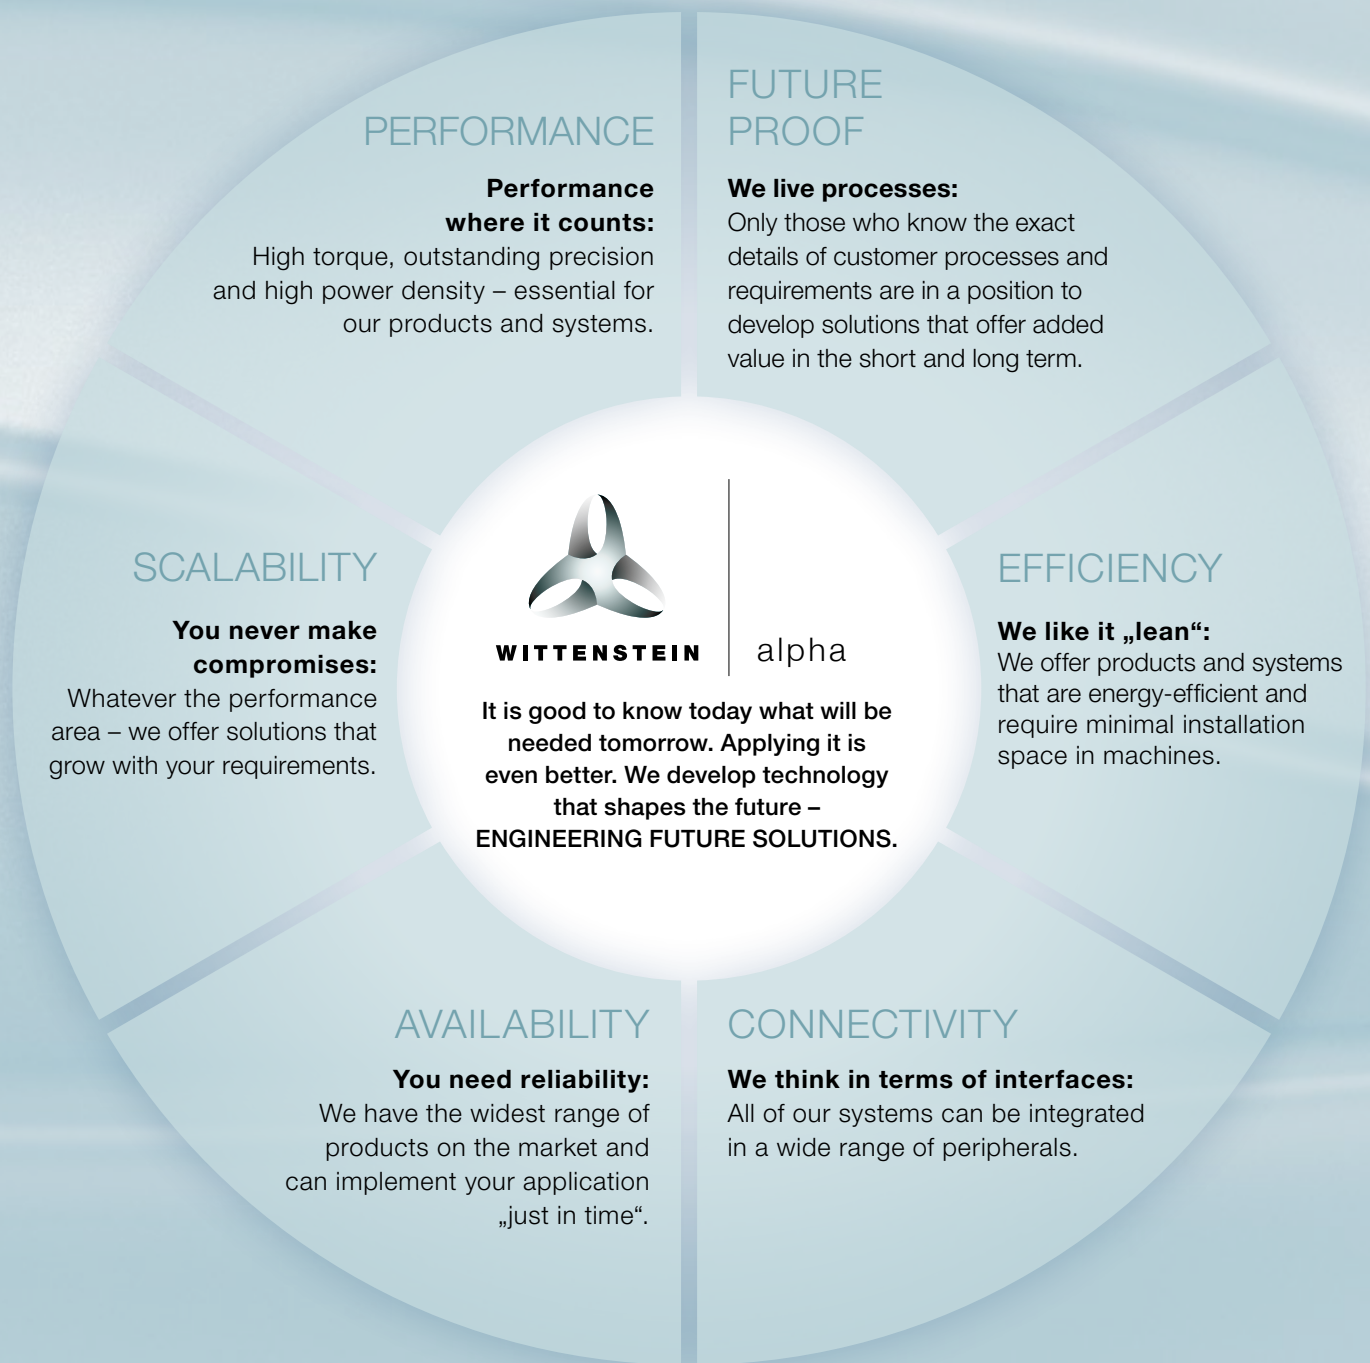 PERFORMANCE
Performance
where it counts:
High torque, outstanding precision
and high power density – essential for
our products and systems.
FUTURE
PROOF
We live processes:
Only those who know the exact
details of customer processes and
requirements are in a position to
develop solutions that offer added
value in the short and long term.
SCALABILITY
You never make
compromises:
Whatever the performance
area – we offer solutions that
grow with your requirements.
WITTENSTEIN
alpha
It is good to know today what will be
needed tomorrow. Applying it is
even better. We develop technology
that shapes the future –
ENGINEERING FUTURE SOLUTIONS.
EFFICIENCY
We like it „lean“:
We offer products and systems
that are energy-efficient and
require minimal installation
space in machines.
AVAILABILITY
You need reliability:
We have the widest range of
products on the market and
can implement your application
„just in time“.
CONNECTIVITY
We think in terms of interfaces:
All of our systems can be integrated
in a wide range of peripherals.